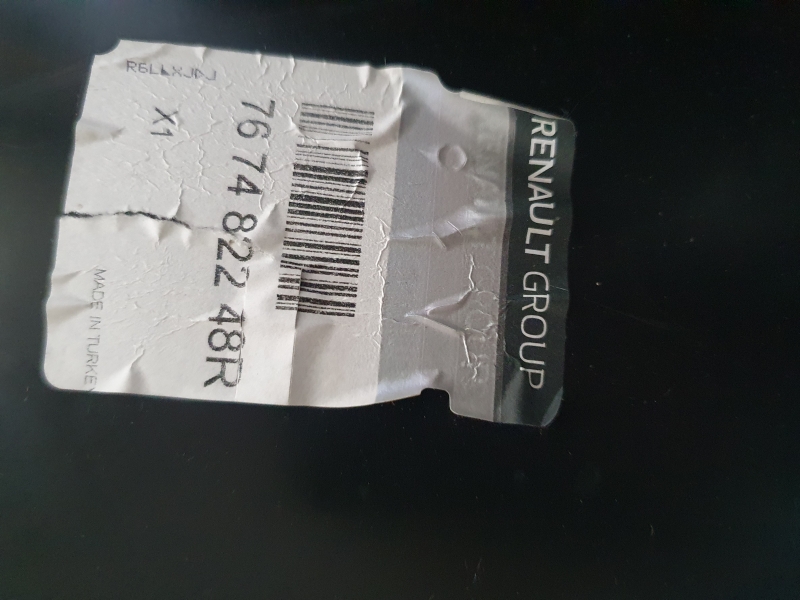 RENAULT GROUP
76 74 822 48R
X1
MADE IN TURKEY